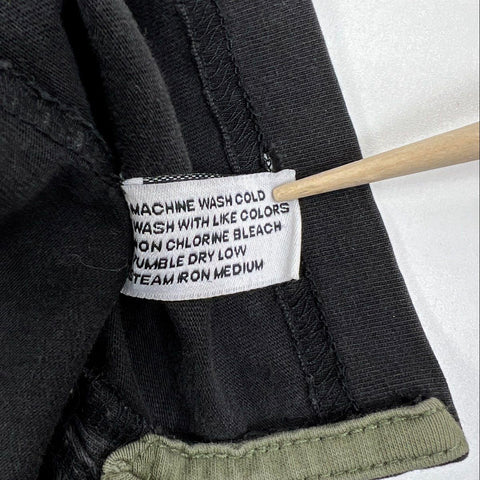 MACHINE WASH COLD
WASH WITH LIKE COLORS
NON CHLORINE BLEACH
TUMBLE DRY LOW
STEAM IRON MEDIUM